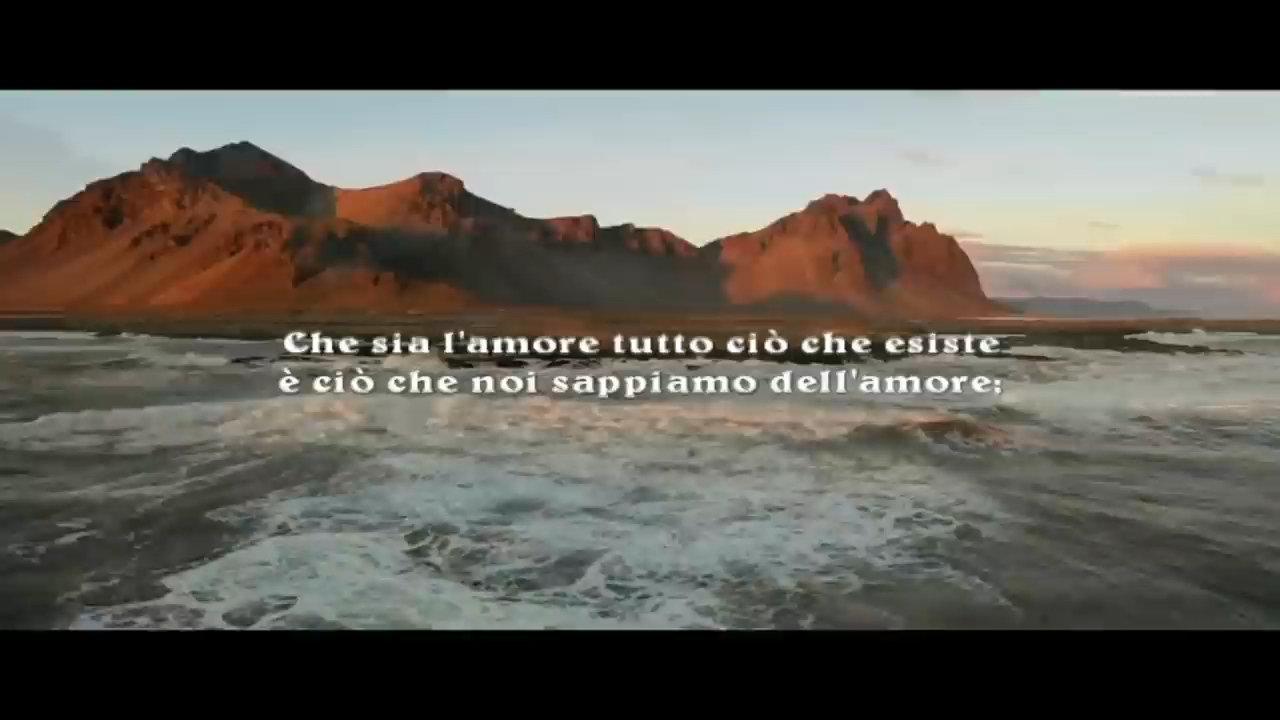 Che sia l'amore tutto ciò che esiste
è ciò che noi sappiamo dell'amore;